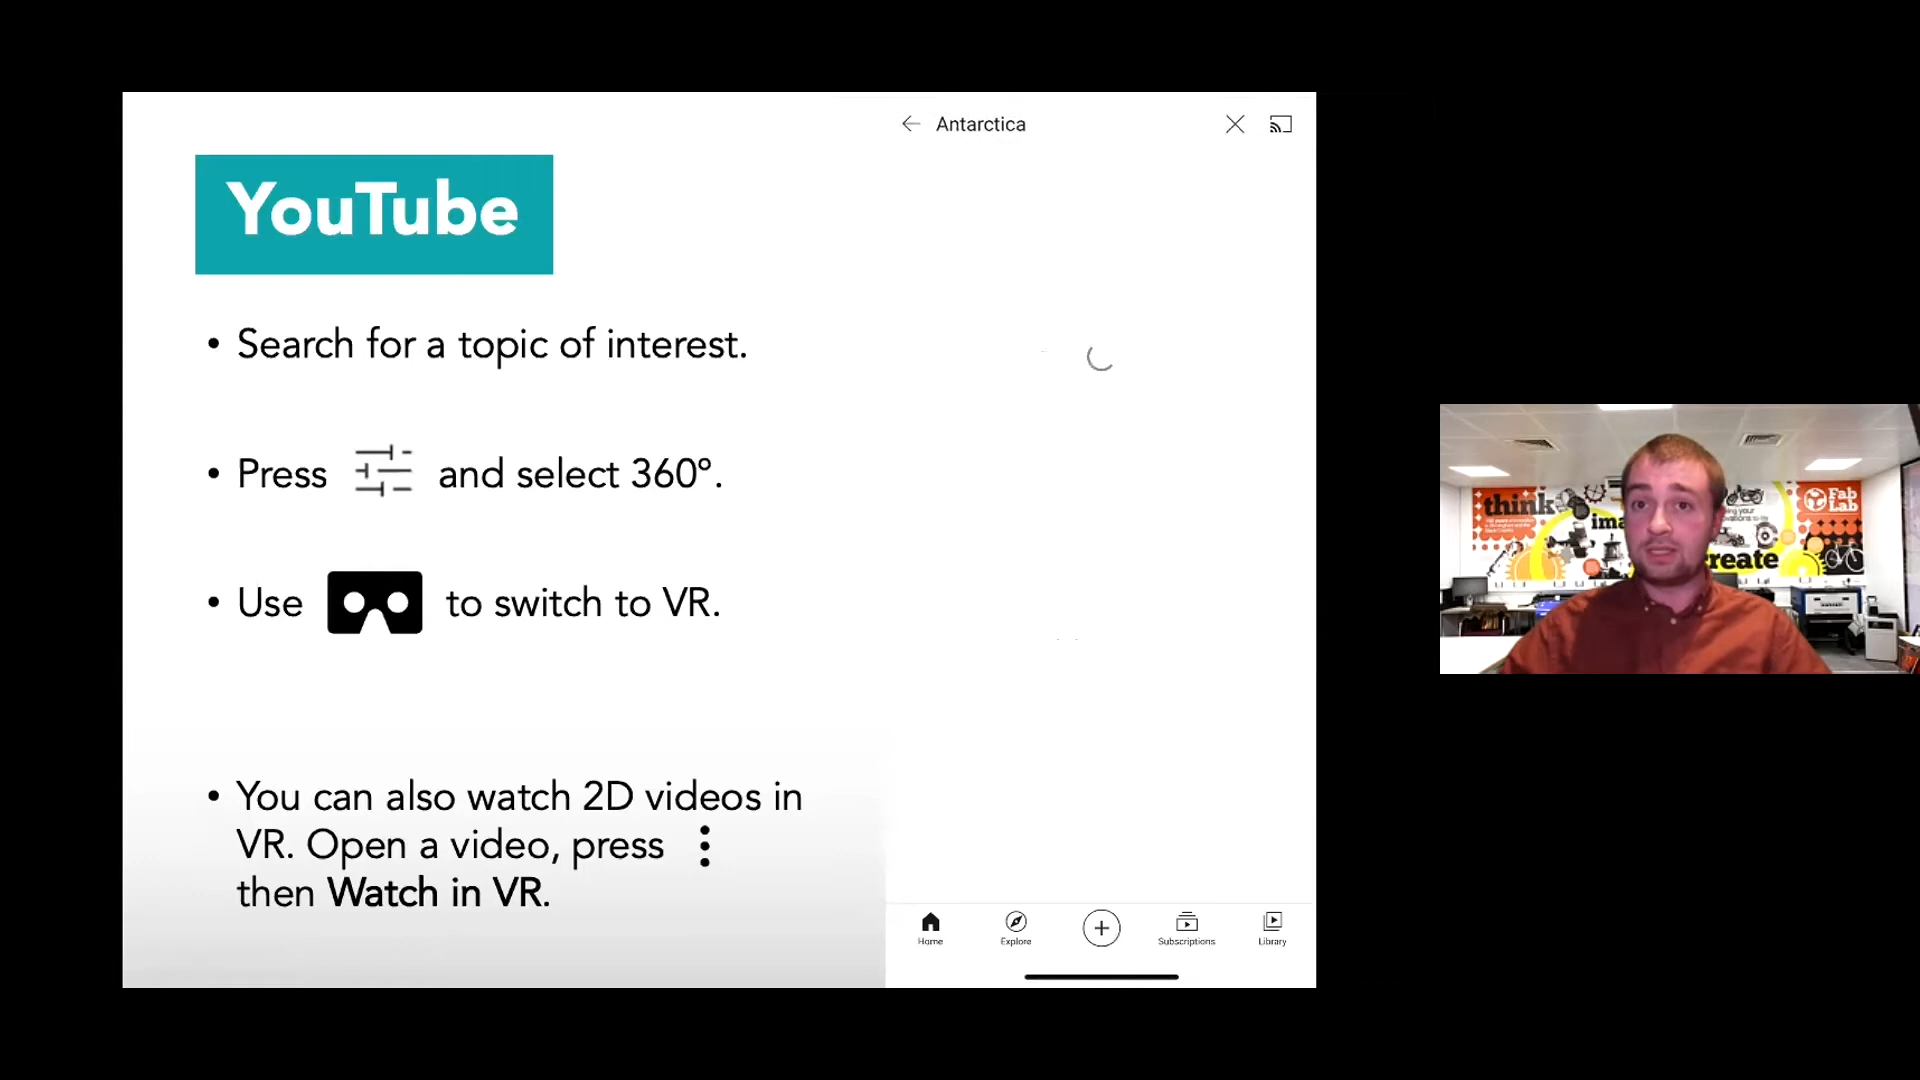 YouTube
• Search for a topic of interest.
• Press and select 360°.
• Use to switch to VR.
• You can also watch 2D videos in
VR. Open a video, press
then Watch in VR.
Antarctica
Home
Explore
Subscriptions
Library
think
create
Fab
Lab